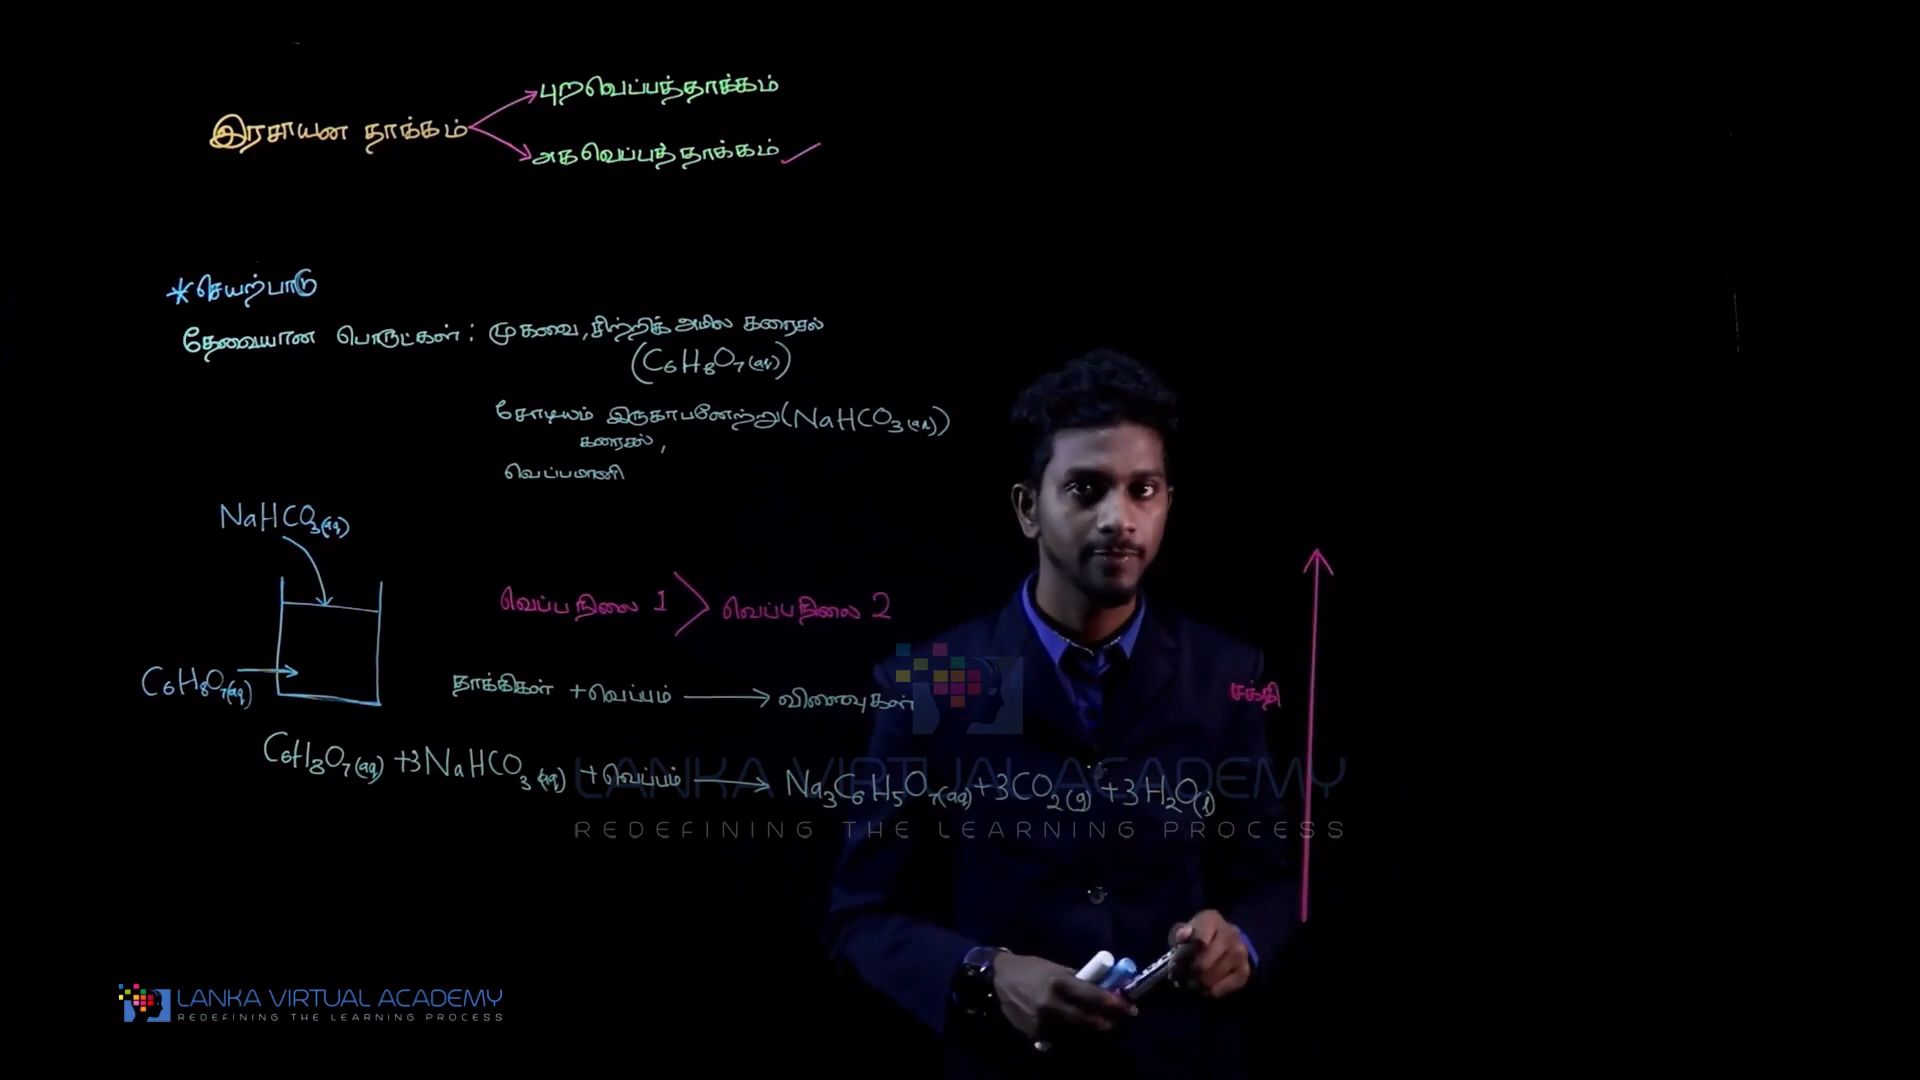 இரசாயன தாக்கம்
புறவெப்பத்தாக்கம்
அகவெப்பத்தாக்கம்
*செயற்பாடு
தேவையான பொருட்கள் : முகவை, சிற்றிக் அமில கரைசல்
(C6H8O7(aq))
சோடியம் இருகாபனேற்று(NaHCO3(aq))
கரைசல்,
வெப்பமானி
NaHCO3(aq)
C6H8O7(aq)
வெப்பநிலை 1 > வெப்பநிலை 2
தாக்கிகள் + வெப்பம் ⟶ விளைவுகள்
சக்தி
C6H8O7(aq) +3NaHCO3(aq) +வெப்பம் ⟶ Na3C6H5O7(aq)+3CO2(g) +3H2O(l)
LANKA VIRTUAL ACADEMY
REDEFINING THE LEARNING PROCESS
LANKA VIRTUAL ACADEMY
REDEFINING THE LEARNING PROCESS